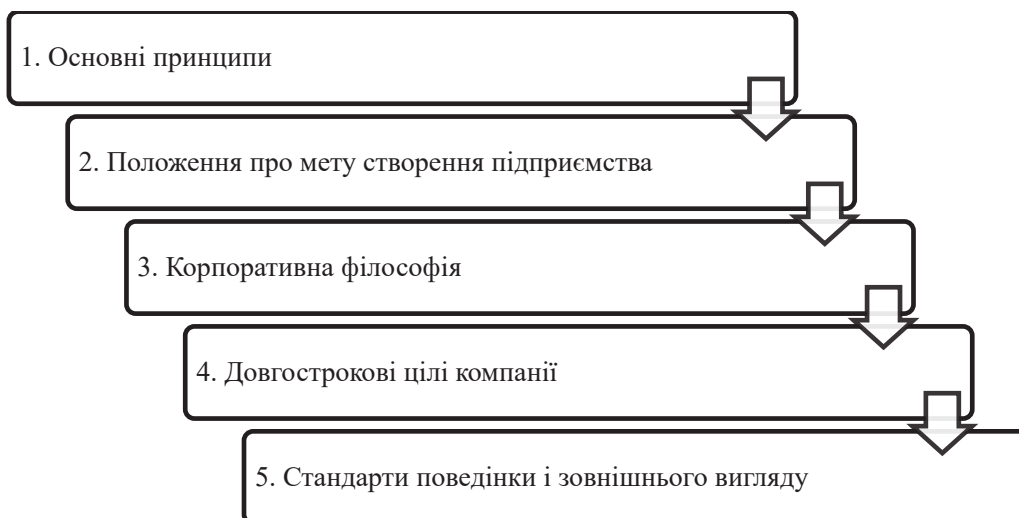 1. Основні принципи
2. Положення про мету створення підприємства
3. Корпоративна філософія
4. Довгострокові цілі компанії
5. Стандарти поведінки і зовнішнього вигляду